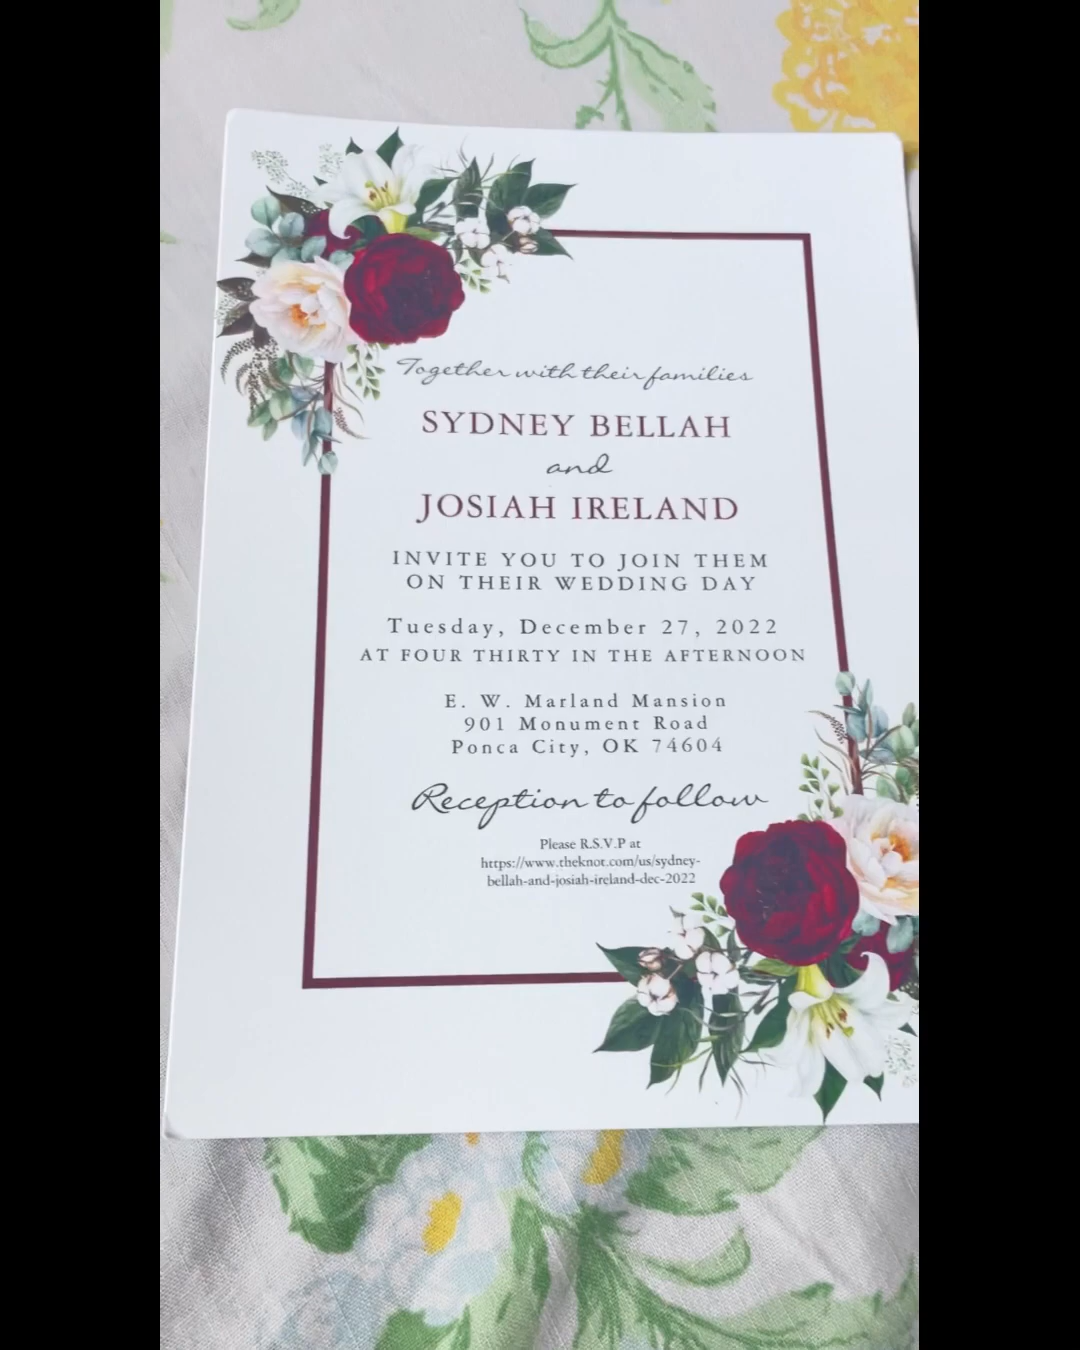 Together with their families
SYDNEY BELLAH
and
JOSIAH IRELAND
INVITE YOU TO JOIN THEM
ON THEIR WEDDING DAY
Tuesday, December 27, 2022
AT FOUR THIRTY IN THE AFTERNOON
E. W. Marland Mansion
901 Monument Road
Ponca City, OK 74604
Reception to follow
Please R.S.V.P at
https://www.theknot.com/us/sydney-
bellah-and-josiah-ireland-dec-2022